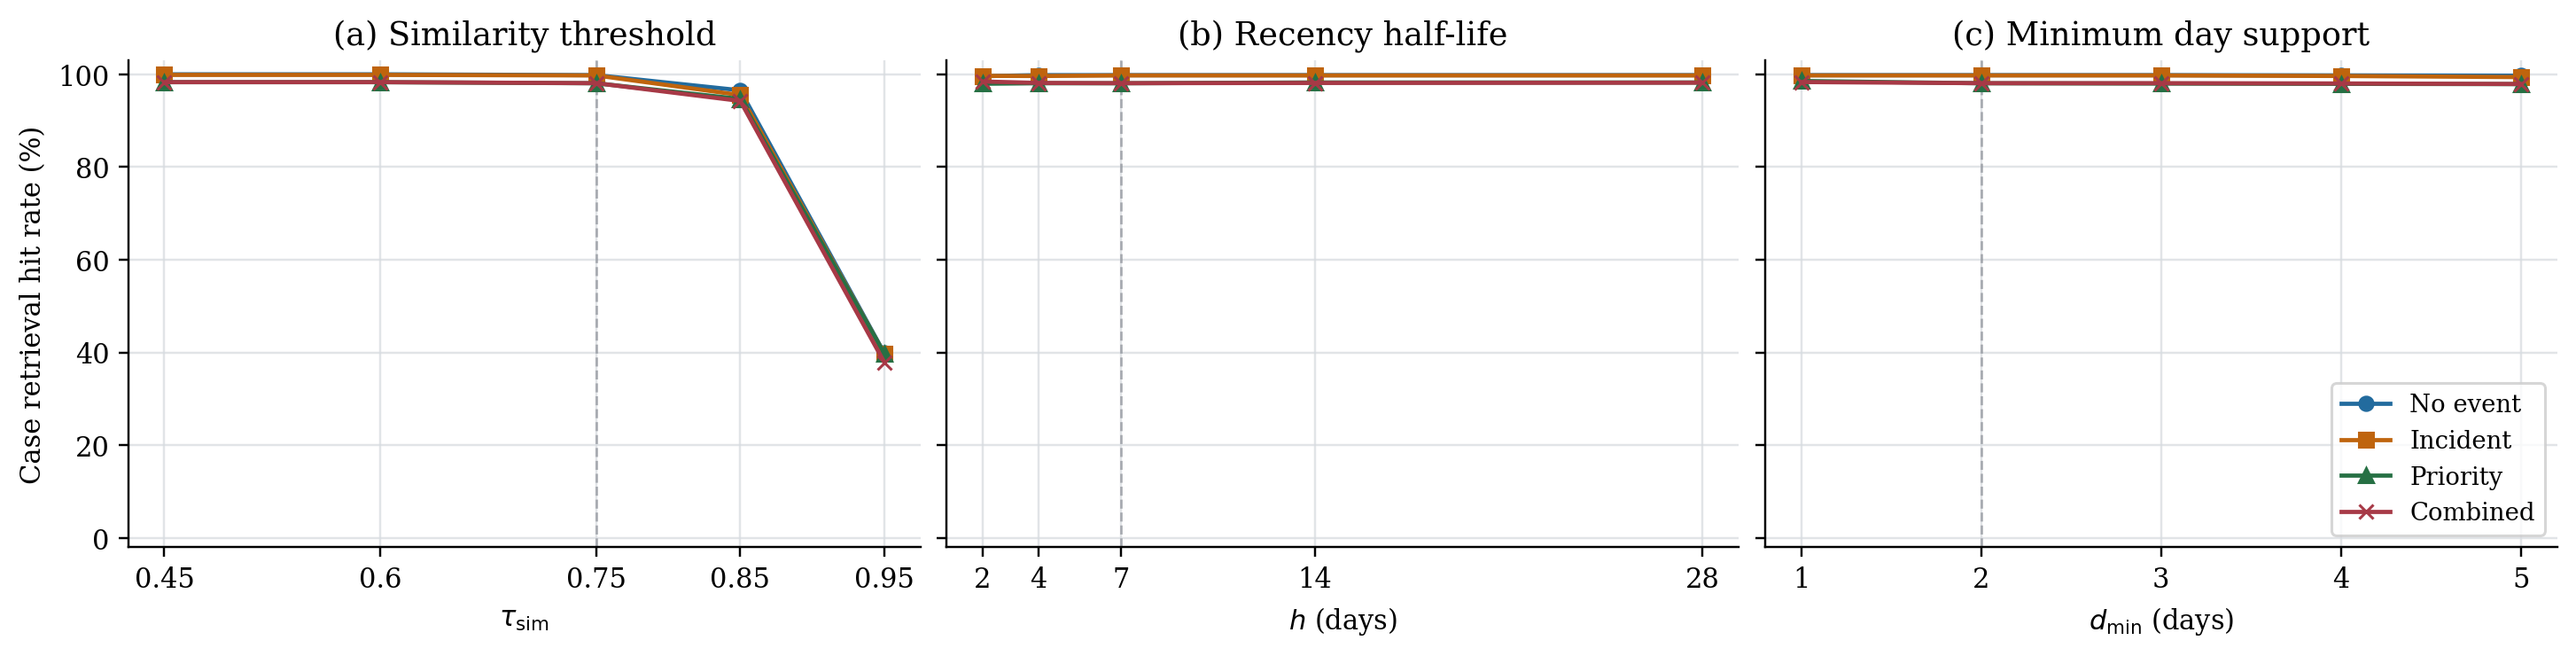 (a) Similarity threshold
(b) Recency half-life
(c) Minimum day support
Case retrieval hit rate (%)
100
80
60
40
20
0
0.45 0.6 0.75 0.85 0.95
τsim
2 4 7 14 28
h (days)
1 2 3 4 5
dmin (days)
No event
Incident
Priority
Combined